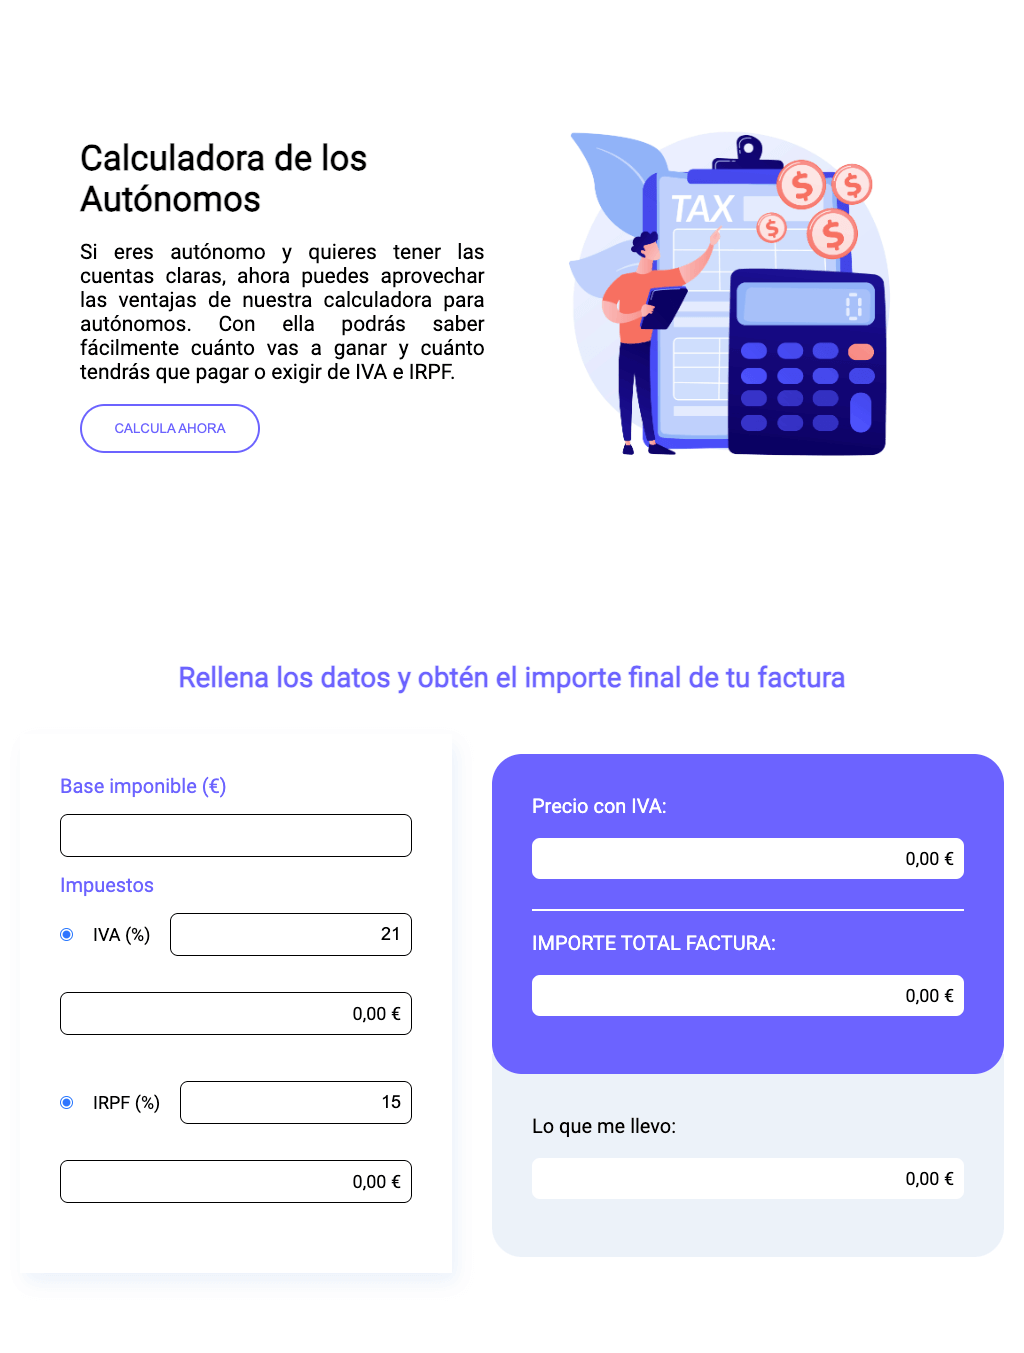 Calculadora de los
Autónomos
Si eres autónomo y quieres tener las
cuentas claras, ahora puedes aprovechar
las ventajas de nuestra calculadora para
autónomos. Con ella podrás saber
fácilmente cuánto vas a ganar y cuánto
tendrás que pagar o exigir de IVA e IRPF.
CALCULA AHORA
TAX
$
$
$
$
0
Rellena los datos y obtén el importe final de tu factura
Base imponible (€)
Impuestos
IVA (%)
21
0,00 €
IRPF (%)
15
0,00 €
Precio con IVA:
0,00 €
IMPORTE TOTAL FACTURA:
0,00 €
Lo que me llevo:
0,00 €